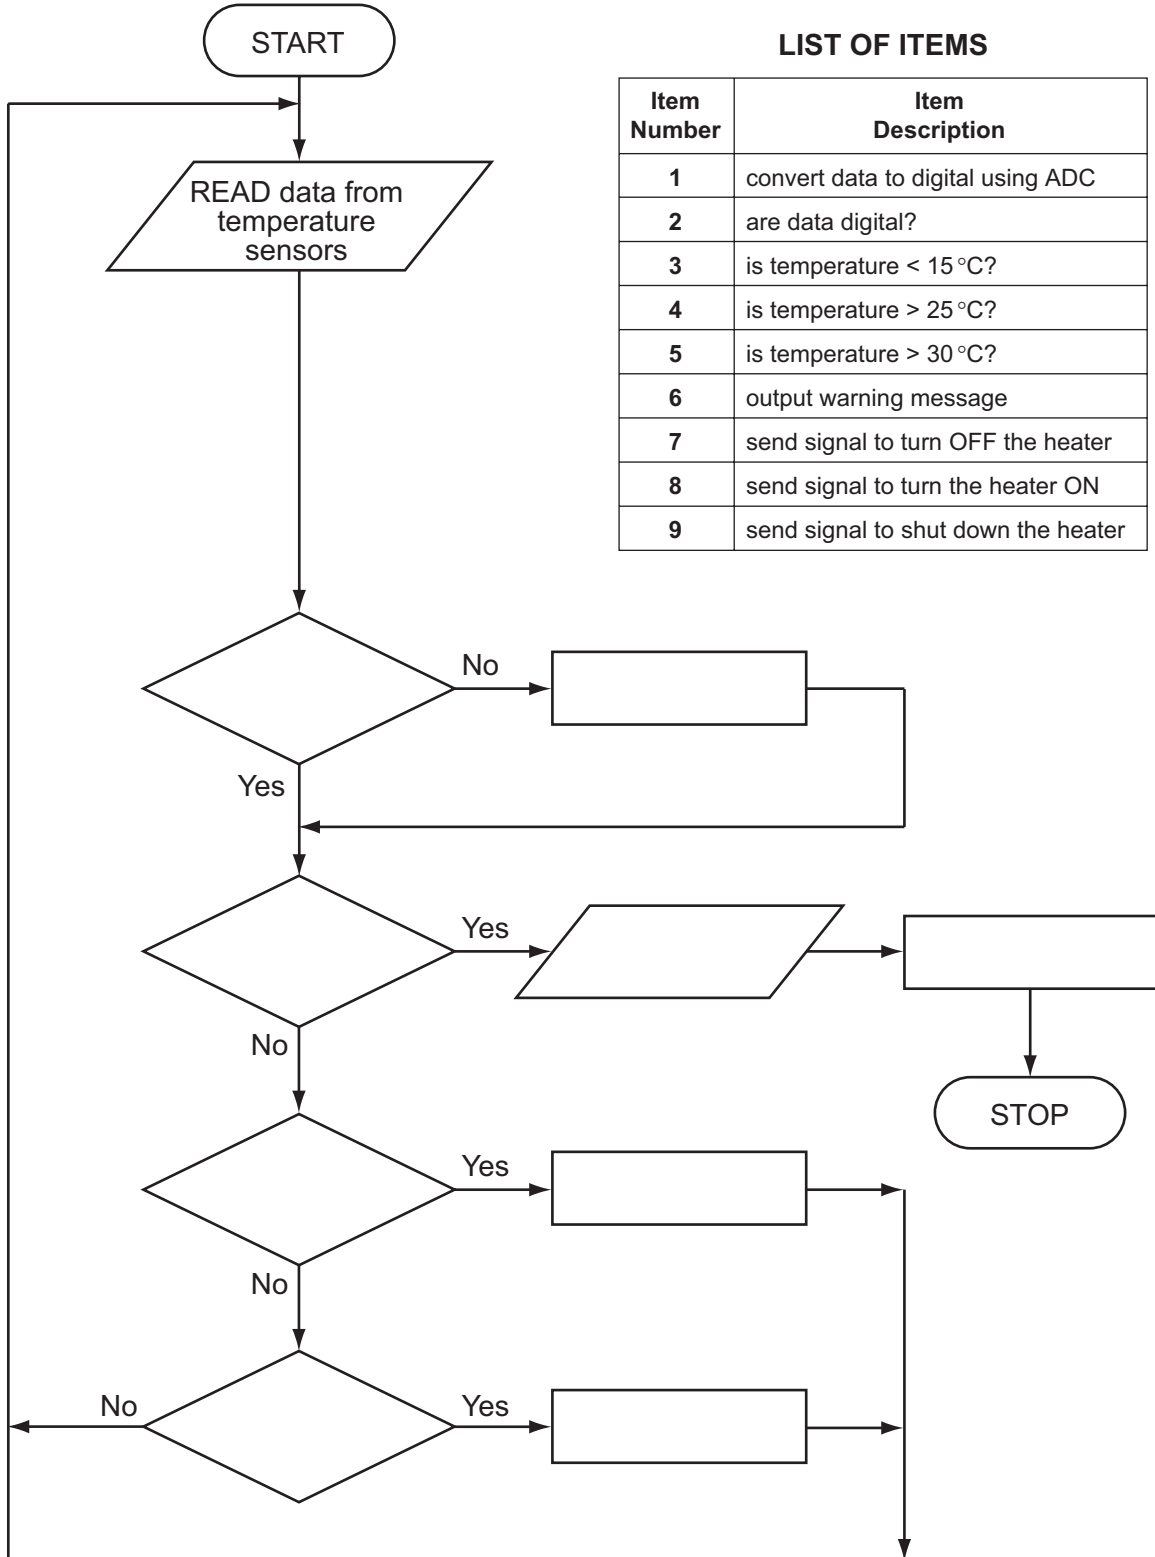 START
READ data from
temperature
sensors
LIST OF ITEMS
Item Number Item Description
1 convert data to digital using ADC
2 are data digital?
3 is temperature < 15 °C?
4 is temperature > 25 °C?
5 is temperature > 30 °C?
6 output warning message
7 send signal to turn OFF the heater
8 send signal to turn the heater ON
9 send signal to shut down the heater
No
Yes
Yes
No
STOP
Yes
No
No
Yes